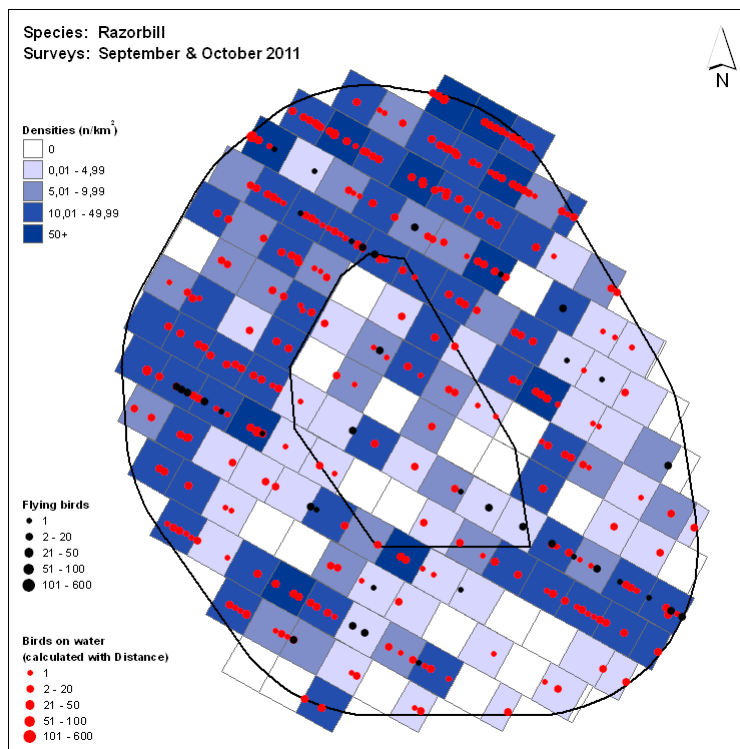 Species: Razorbill
Surveys: September & October 2011
N
Densities (n/km²)
0
0,01 - 4,99
5,01 - 9,99
10,01 - 49,99
50+
Flying birds
1
2 - 20
21 - 50
51 - 100
101 - 600
Birds on water
(calculated with Distance)
1
2 - 20
21 - 50
51 - 100
101 - 600